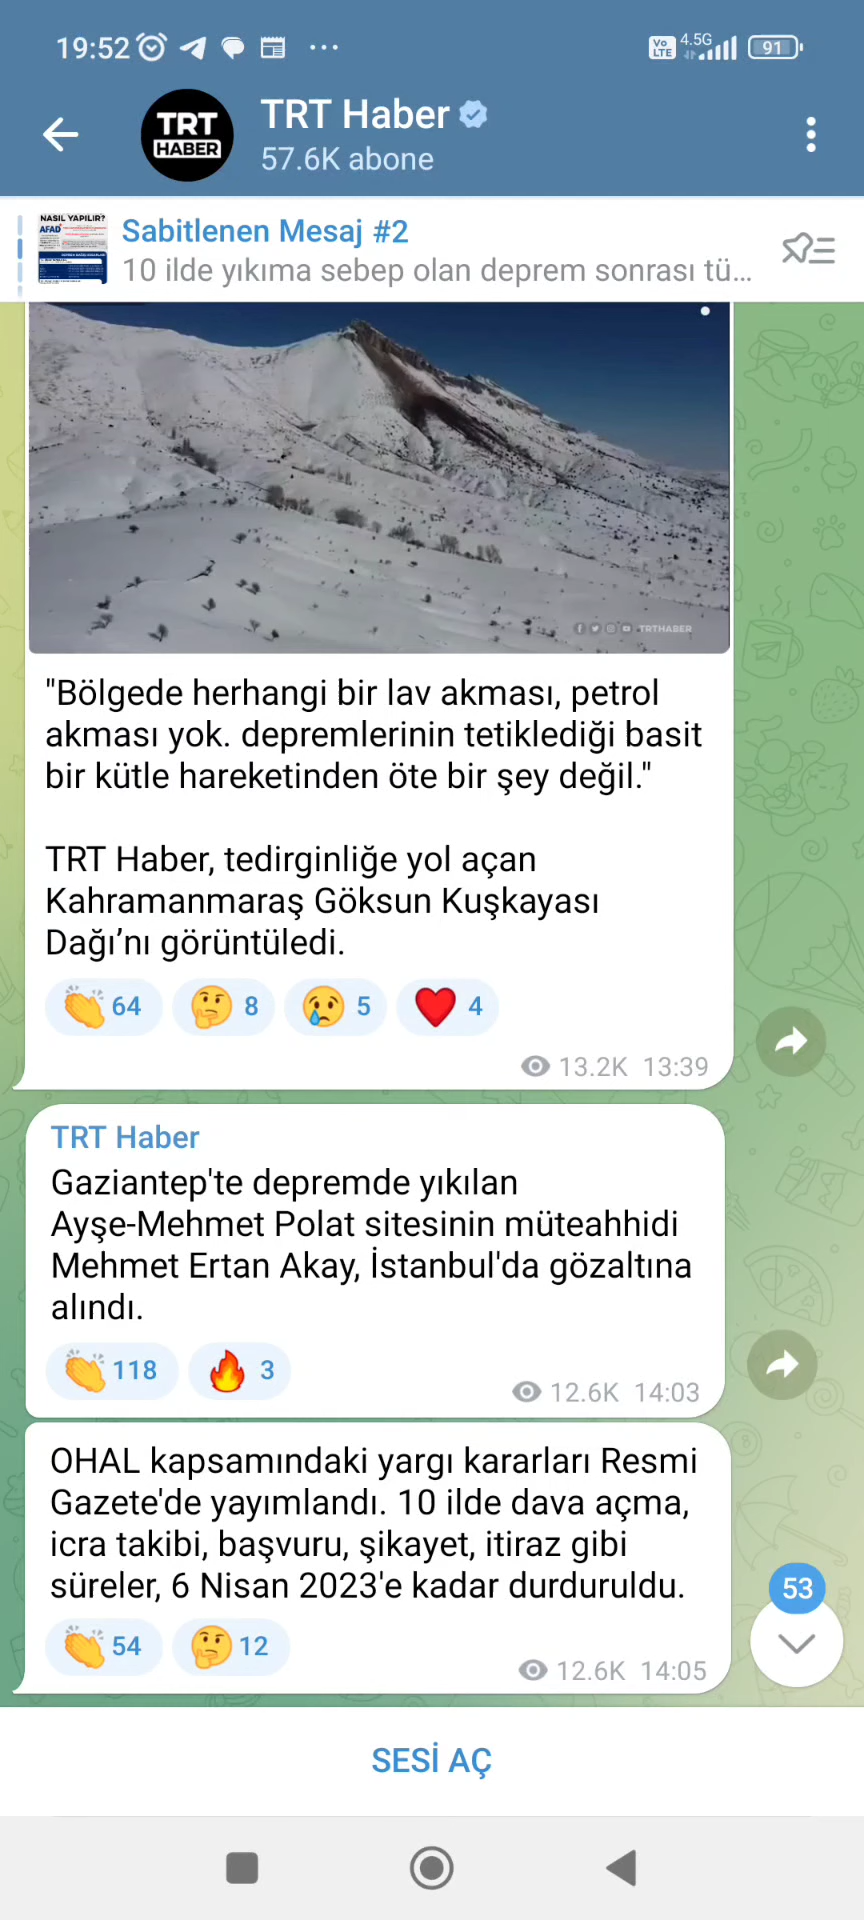 19:52
Vo LTE 4.5G 91
TRT HABER
TRT Haber
57.6K abone
NASIL YAPILIR?
AFAD
Sabitlenen Mesaj #2
10 ilde yıkıma sebep olan deprem sonrası tü...
TRTHABER
"Bölgede herhangi bir lav akması, petrol
akması yok. depremlerinin tetiklediği basit
bir kütle hareketinden öte bir şey değil."
TRT Haber, tedirginliğe yol açan
Kahramanmaraş Göksun Kuşkayası
Dağı’nı görüntüledi.
64 8 5 4
13.2K 13:39
TRT Haber
Gaziantep'te depremde yıkılan
Ayşe-Mehmet Polat sitesinin müteahhidi
Mehmet Ertan Akay, İstanbul'da gözaltına
alındı.
118 3
12.6K 14:03
OHAL kapsamındaki yargı kararları Resmi
Gazete'de yayımlandı. 10 ilde dava açma,
icra takibi, başvuru, şikayet, itiraz gibi
süreler, 6 Nisan 2023'e kadar durduruldu.
53
54 12
12.6K 14:05
SESİ AÇ